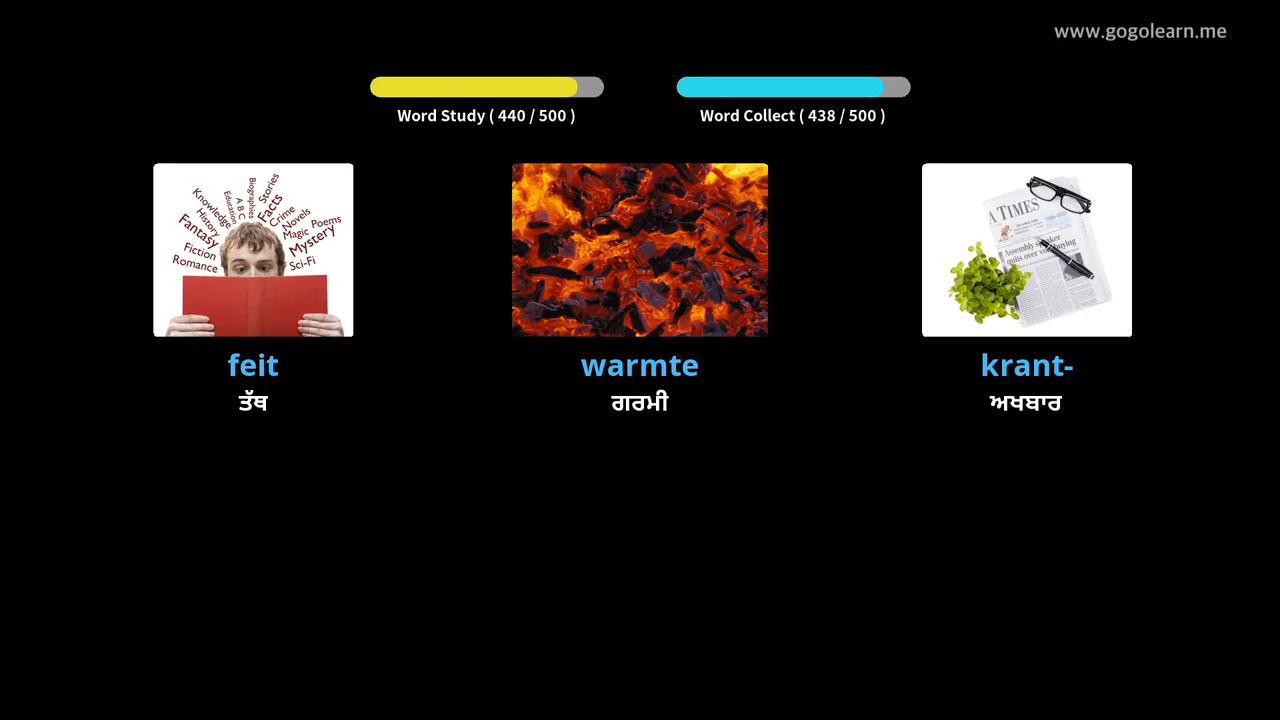 www.gogolearn.me
Word Study ( 440 / 500 )
Word Collect ( 438 / 500 )
Knowledge
History
Fantasy
Fiction
Romance
Education
A B C
Biographies
Stories
Facts
Crime
Novels
Magic
Poems
Mystery
Sci-Fi
A TIMES
feit
warmte
krant-
ਤੱਥ
ਗਰਮੀ
ਅਖਬਾਰ